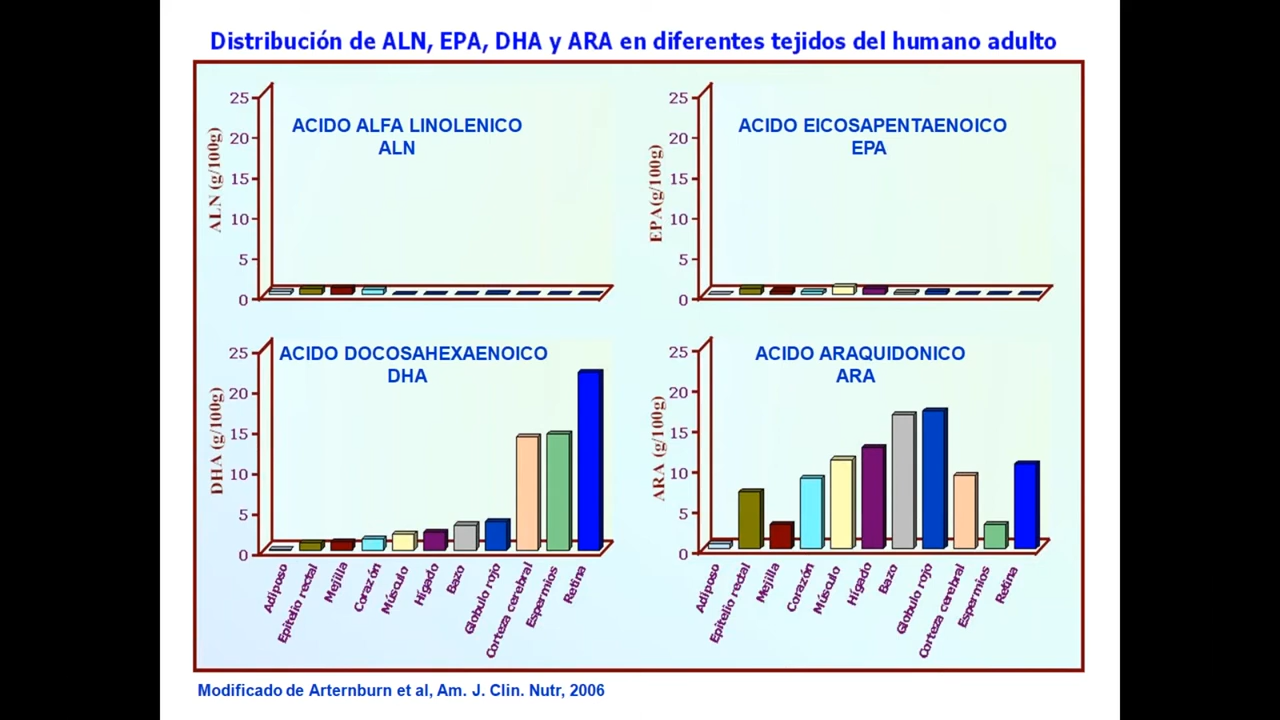 Distribución de ALN, EPA, DHA y ARA en diferentes tejidos del humano adulto
ACIDO ALFA LINOLENICO
ALN
ALN (g/100g)
25
20
15
10
5
0
ACIDO EICOSAPENTAENOICO
EPA
EPA(g/100g)
25
20
15
10
5
0
ACIDO DOCOSAHEXAENOICO
DHA
DHA (g/100g)
25
20
15
10
5
0
Adiposo
Epitelio rectal
Mejilla
Corazón
Músculo
Hígado
Bazo
Globulo rojo
Corteza cerebral
Espermios
Retina
ACIDO ARAQUIDONICO
ARA
ARA (g/100g)
25
20
15
10
5
0
Adiposo
Epitelio rectal
Mejilla
Corazón
Músculo
Hígado
Bazo
Globulo rojo
Corteza cerebral
Espermios
Retina
Modificado de Arternburn et al, Am. J. Clin. Nutr, 2006